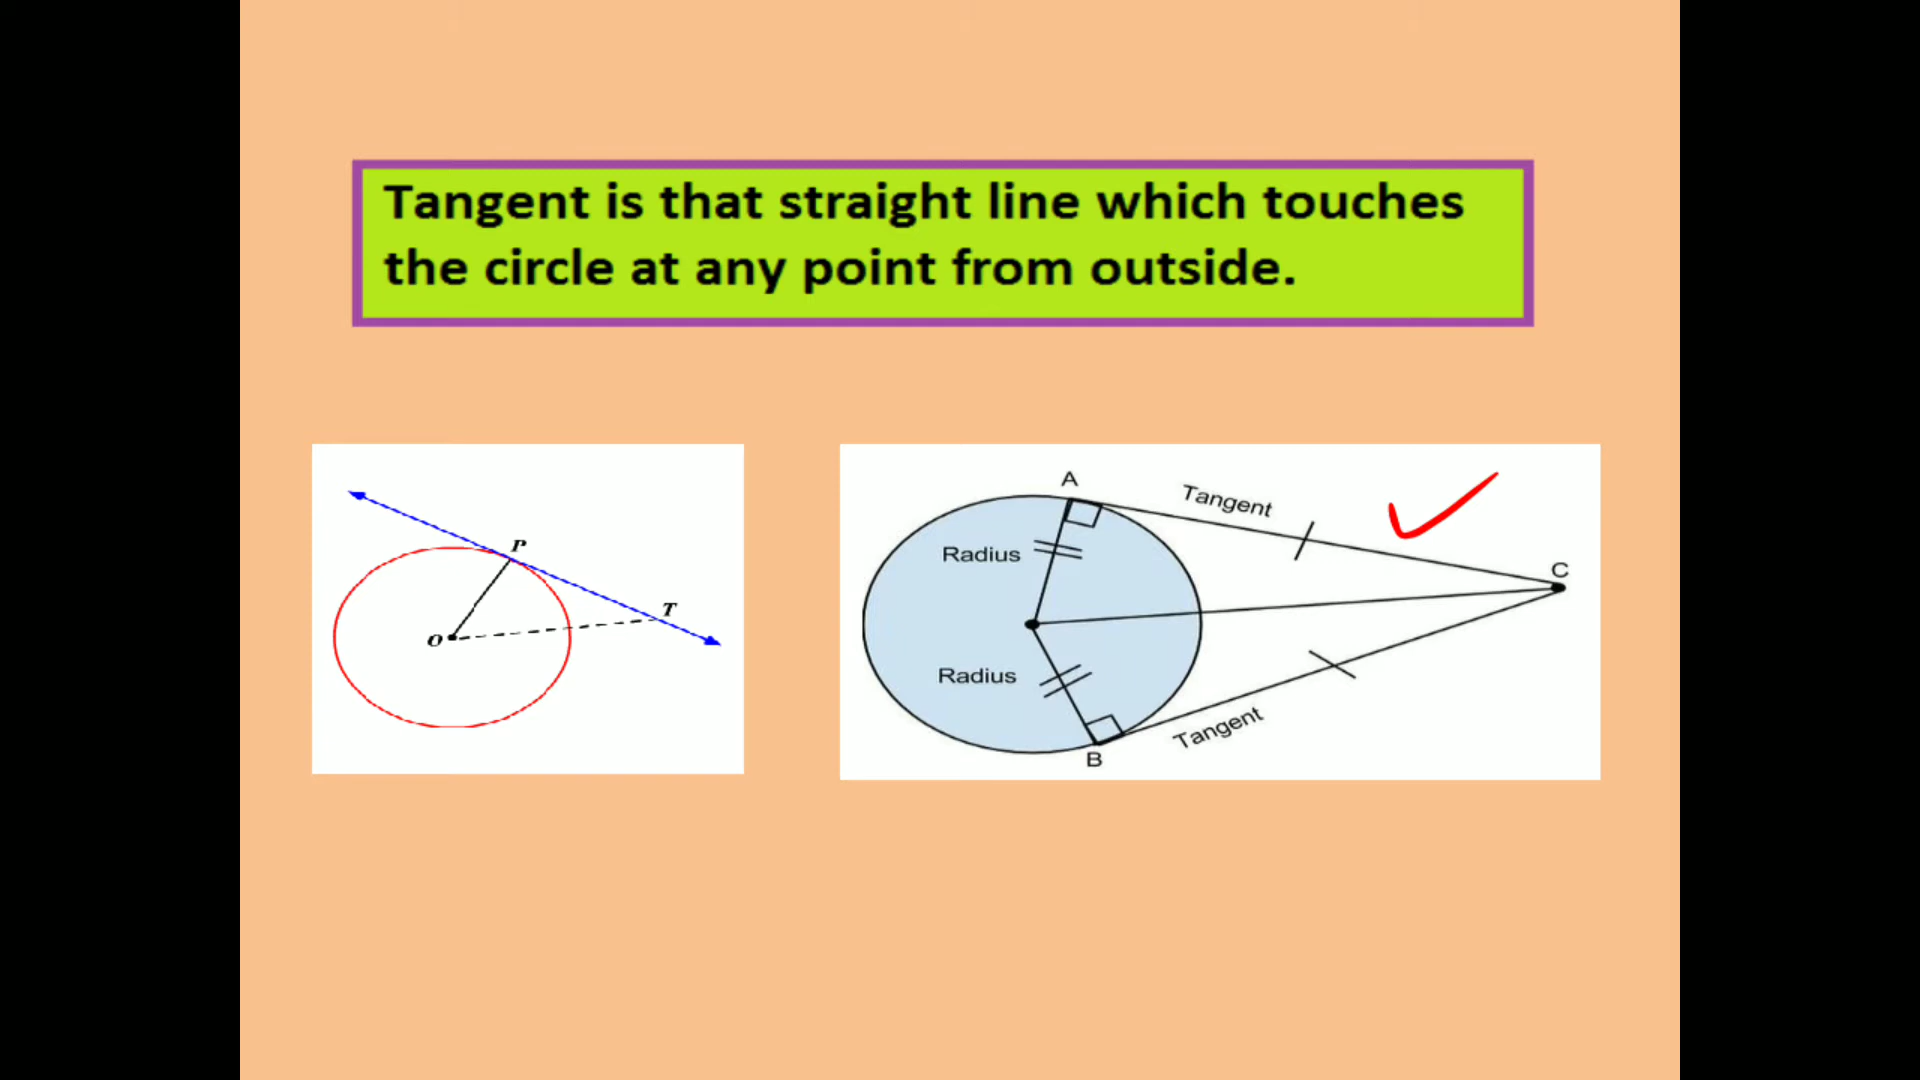 Tangent is that straight line which touches
the circle at any point from outside.
P
T
O
A
Tangent
Radius
C
Radius
Tangent
B